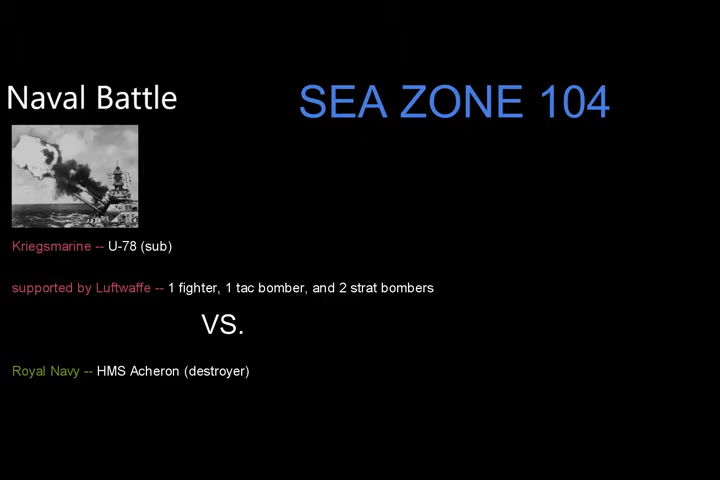 SEA ZONE 104
Naval Battle
Kriegsmarine -- U-78 (sub)
supported by Luftwaffe -- 1 fighter, 1 tac bomber, and 2 strat bombers
VS.
Royal Navy -- HMS Acheron (destroyer)